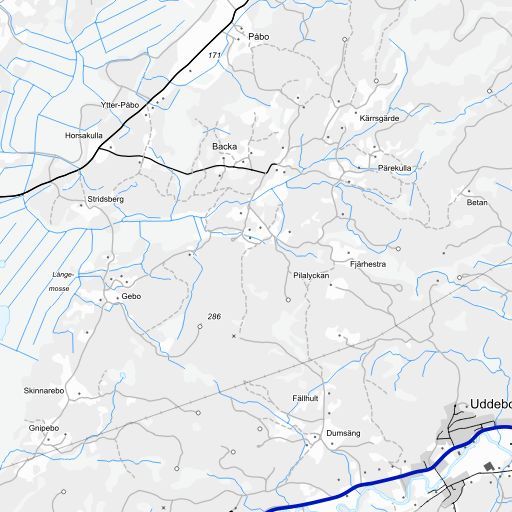 Påbo
171
Ytter-Påbo
Kärrsgärde
Horsakulla
Backa
Pärekulla
Stridsberg
Betan
Fjärhestra
Långe-
mosse
Pilalyckan
Gebo
286
Skinnarebo
Fällhult
Uddebo
Gnipebo
Dumsäng